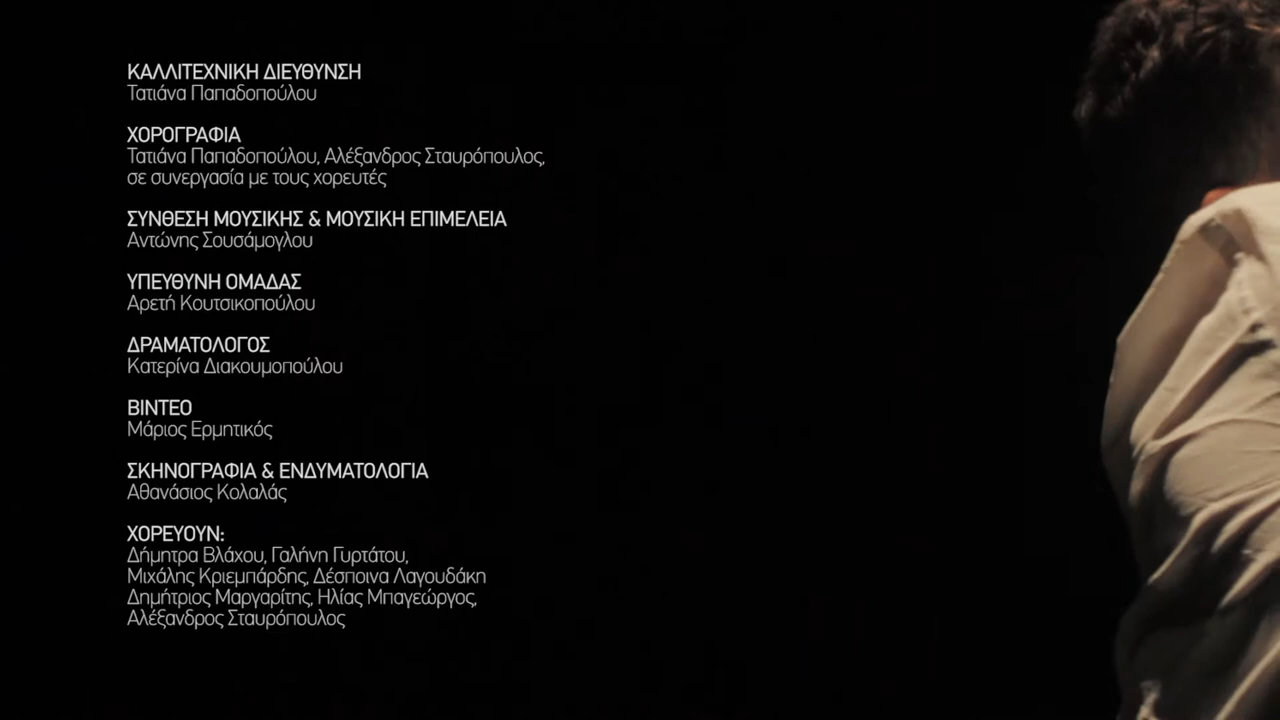 ΚΑΛΛΙΤΕΧΝΙΚΗ ΔΙΕΥΘΥΝΣΗ
Τατιάνα Παπαδοπούλου
ΧΟΡΟΓΡΑΦΙΑ
Τατιάνα Παπαδοπούλου, Αλέξανδρος Σταυρόπουλος,
σε συνεργασία με τους χορευτές
ΣΥΝΘΕΣΗ ΜΟΥΣΙΚΗΣ & ΜΟΥΣΙΚΗ ΕΠΙΜΕΛΕΙΑ
Αντώνης Σουσάμογλου
ΥΠΕΥΘΥΝΗ ΟΜΑΔΑΣ
Αρετή Κουτσικοπούλου
ΔΡΑΜΑΤΟΛΟΓΟΣ
Κατερίνα Διακουμοπούλου
ΒΙΝΤΕΟ
Μάριος Ερμητικός
ΣΚΗΝΟΓΡΑΦΙΑ & ΕΝΔΥΜΑΤΟΛΟΓΙΑ
Αθανάσιος Κολαλάς
ΧΟΡΕΥΟΥΝ:
Δήμητρα Βλάχου, Γαλήνη Γυρτάτου,
Μιχάλης Κριεμπάρδης, Δέσποινα Λαγουδάκη
Δημήτριος Μαργαρίτης, Ηλίας Μπαγεώργος,
Αλέξανδρος Σταυρόπουλος